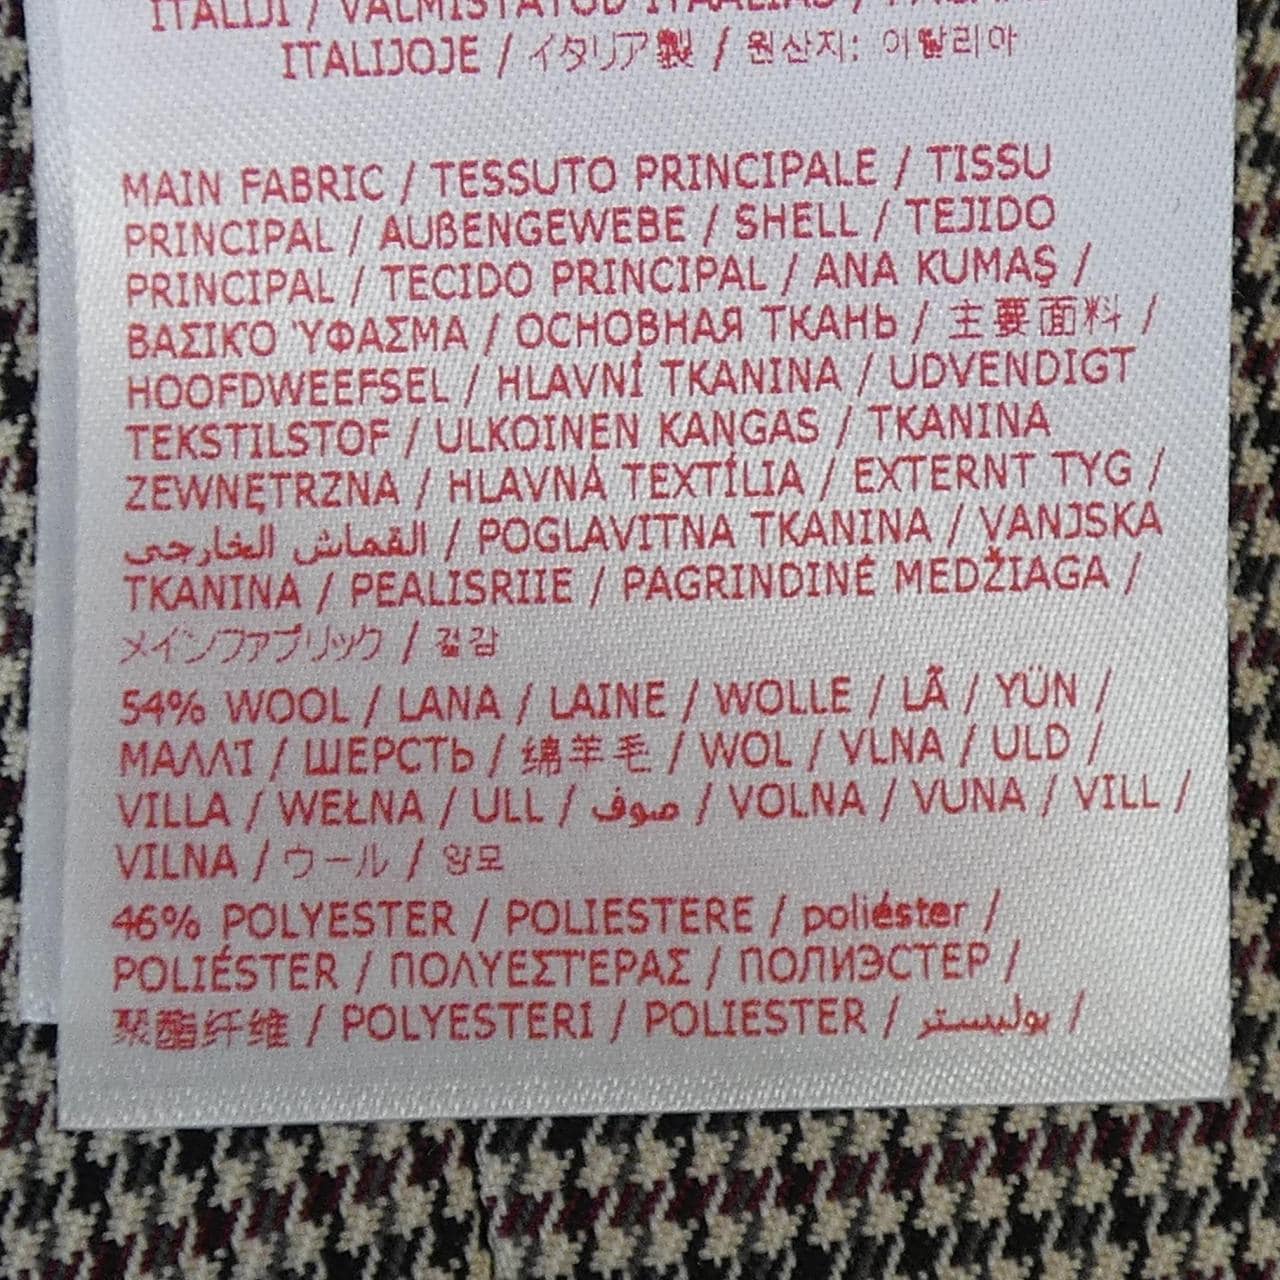 ITALIJI / VALMISTATUD ITAALIAS /
ITALIJOJE / イタリア製 / 원산지: 이탈리아
MAIN FABRIC / TESSUTO PRINCIPALE / TISSU
PRINCIPAL / AUßENGEWEBE / SHELL / TEJIDO
PRINCIPAL / TECIDO PRINCIPAL / ANA KUMAŞ /
ΒΑΣΙΚΌ ΎΦΑΣΜΑ / ОСНОВНАЯ ТКАНЬ / 主要面料 /
HOOFDWEEFSEL / HLAVNÍ TKANINA / UDVENDIGT
TEKSTILSTOF / ULKOINEN KANGAS / TKANINA
ZEWNĘTRZNA / HLAVNÁ TEXTÍLIA / EXTERNT TYG /
القماش الخارجي / POGLAVITNA TKANINA / VANJSKA
TKANINA / PEALISRIIE / PAGRINDINĖ MEDŽIAGA /
メインファブリック / 겉감
54% WOOL / LANA / LAINE / WOLLE / LÃ / YÜN /
ΜΑΛΛΊ / ШЕРСТЬ / 绵羊毛 / WOL / VLNA / ULD /
VILLA / WEŁNA / ULL / صوف / VOLNA / VUNA / VILL /
VILNA / ウール / 양모
46% POLYESTER / POLIESTERE / poliéster /
POLIÉSTER / ΠΟΛΥΕΣΤΈΡΑΣ / ПОЛИЭСТЕР /
聚酯纤维 / POLYESTERI / POLIESTER / بوليستر /